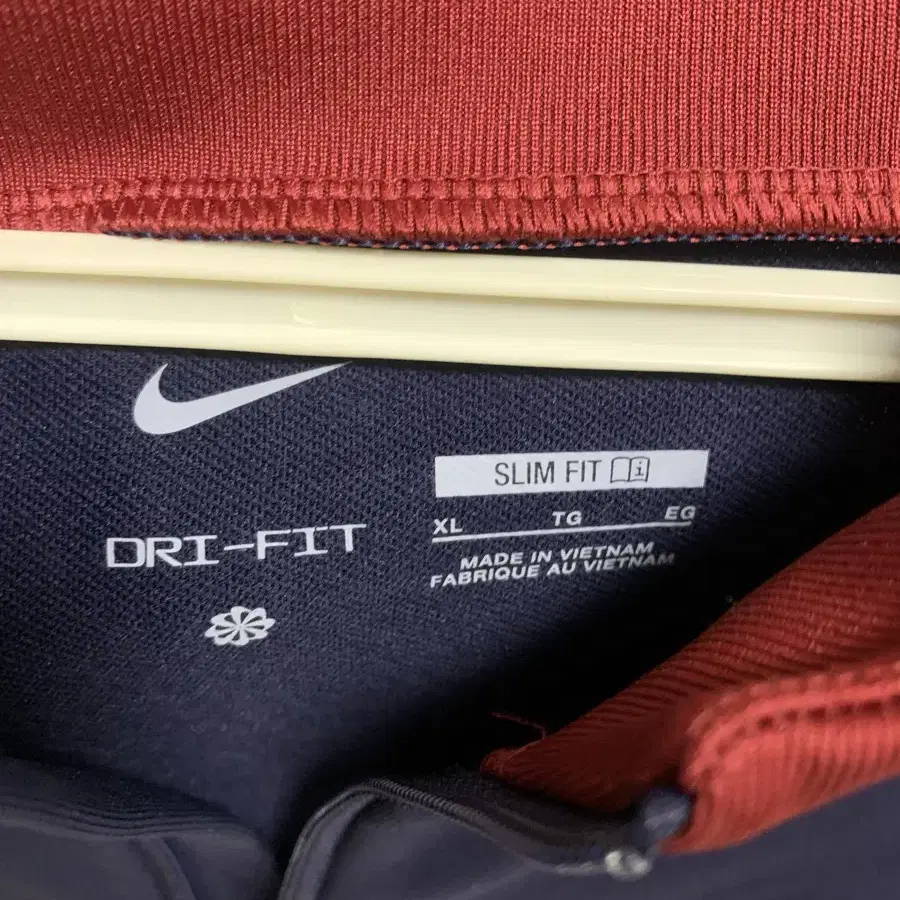 SLIM FIT
XL TG EG
MADE IN VIETNAM
FABRIQUE AU VIETNAM
DRI-FIT